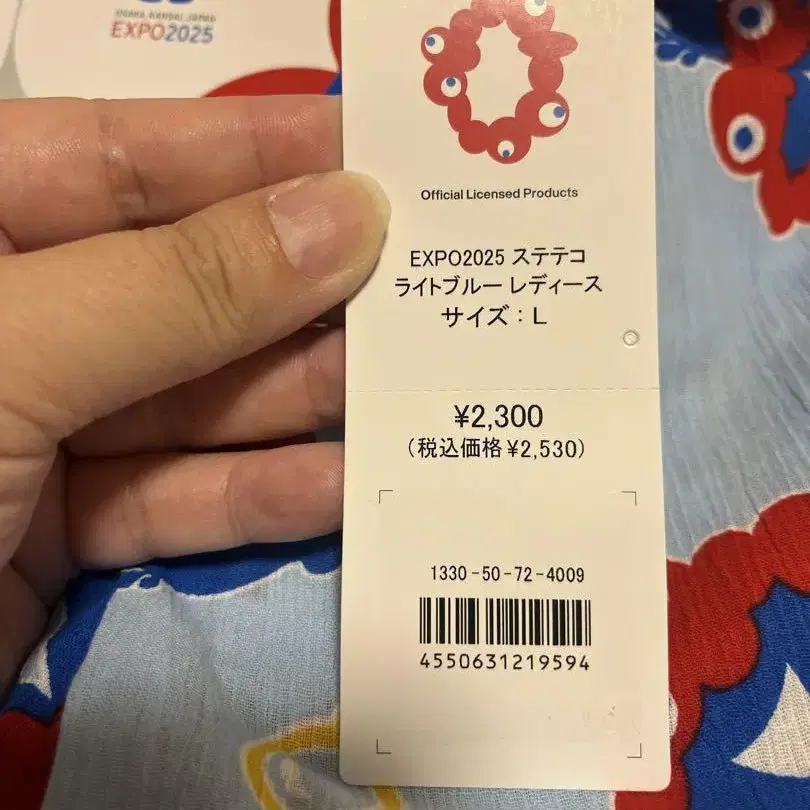 OSAKA, KANSAI, JAPAN
EXPO2025
Official Licensed Products
EXPO2025 ステテコ
ライトブルー レディース
サイズ：L
¥2,300
（税込価格¥2,530）
1330-50-72-4009
4550631219594